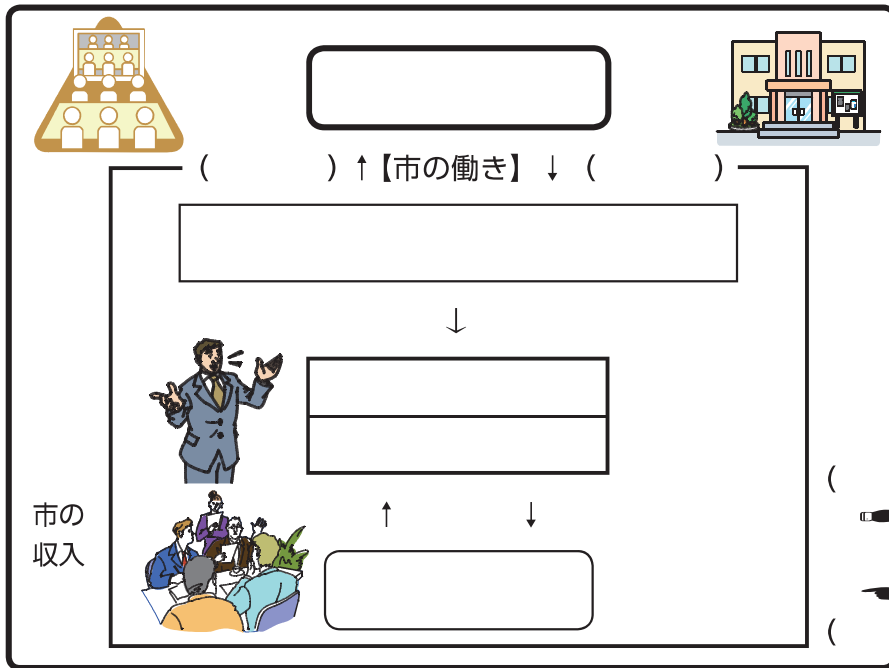 (　　　　) ↑【市の働き】↓ (　　　　)
↓
↑　↓
市の
収入
(
(